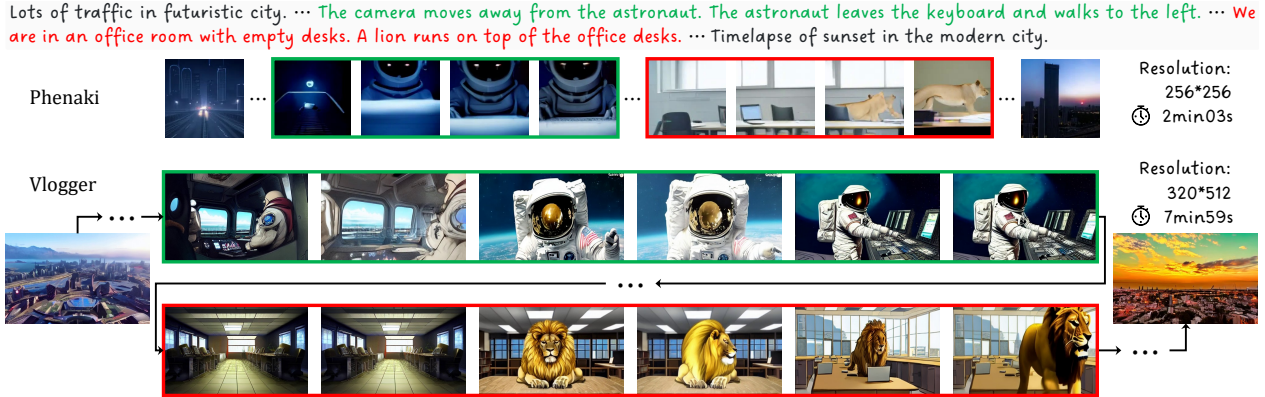 Lots of traffic in futuristic city. ··· The camera moves away from the astronaut. The astronaut leaves the keyboard and walks to the left. ··· We
are in an office room with empty desks. A lion runs on top of the office desks. ··· Timelapse of sunset in the modern city.
Phenaki
...
...
...
Resolution:
256*256
2min03s
Vlogger
...
Resolution:
320*512
7min59s
...
...